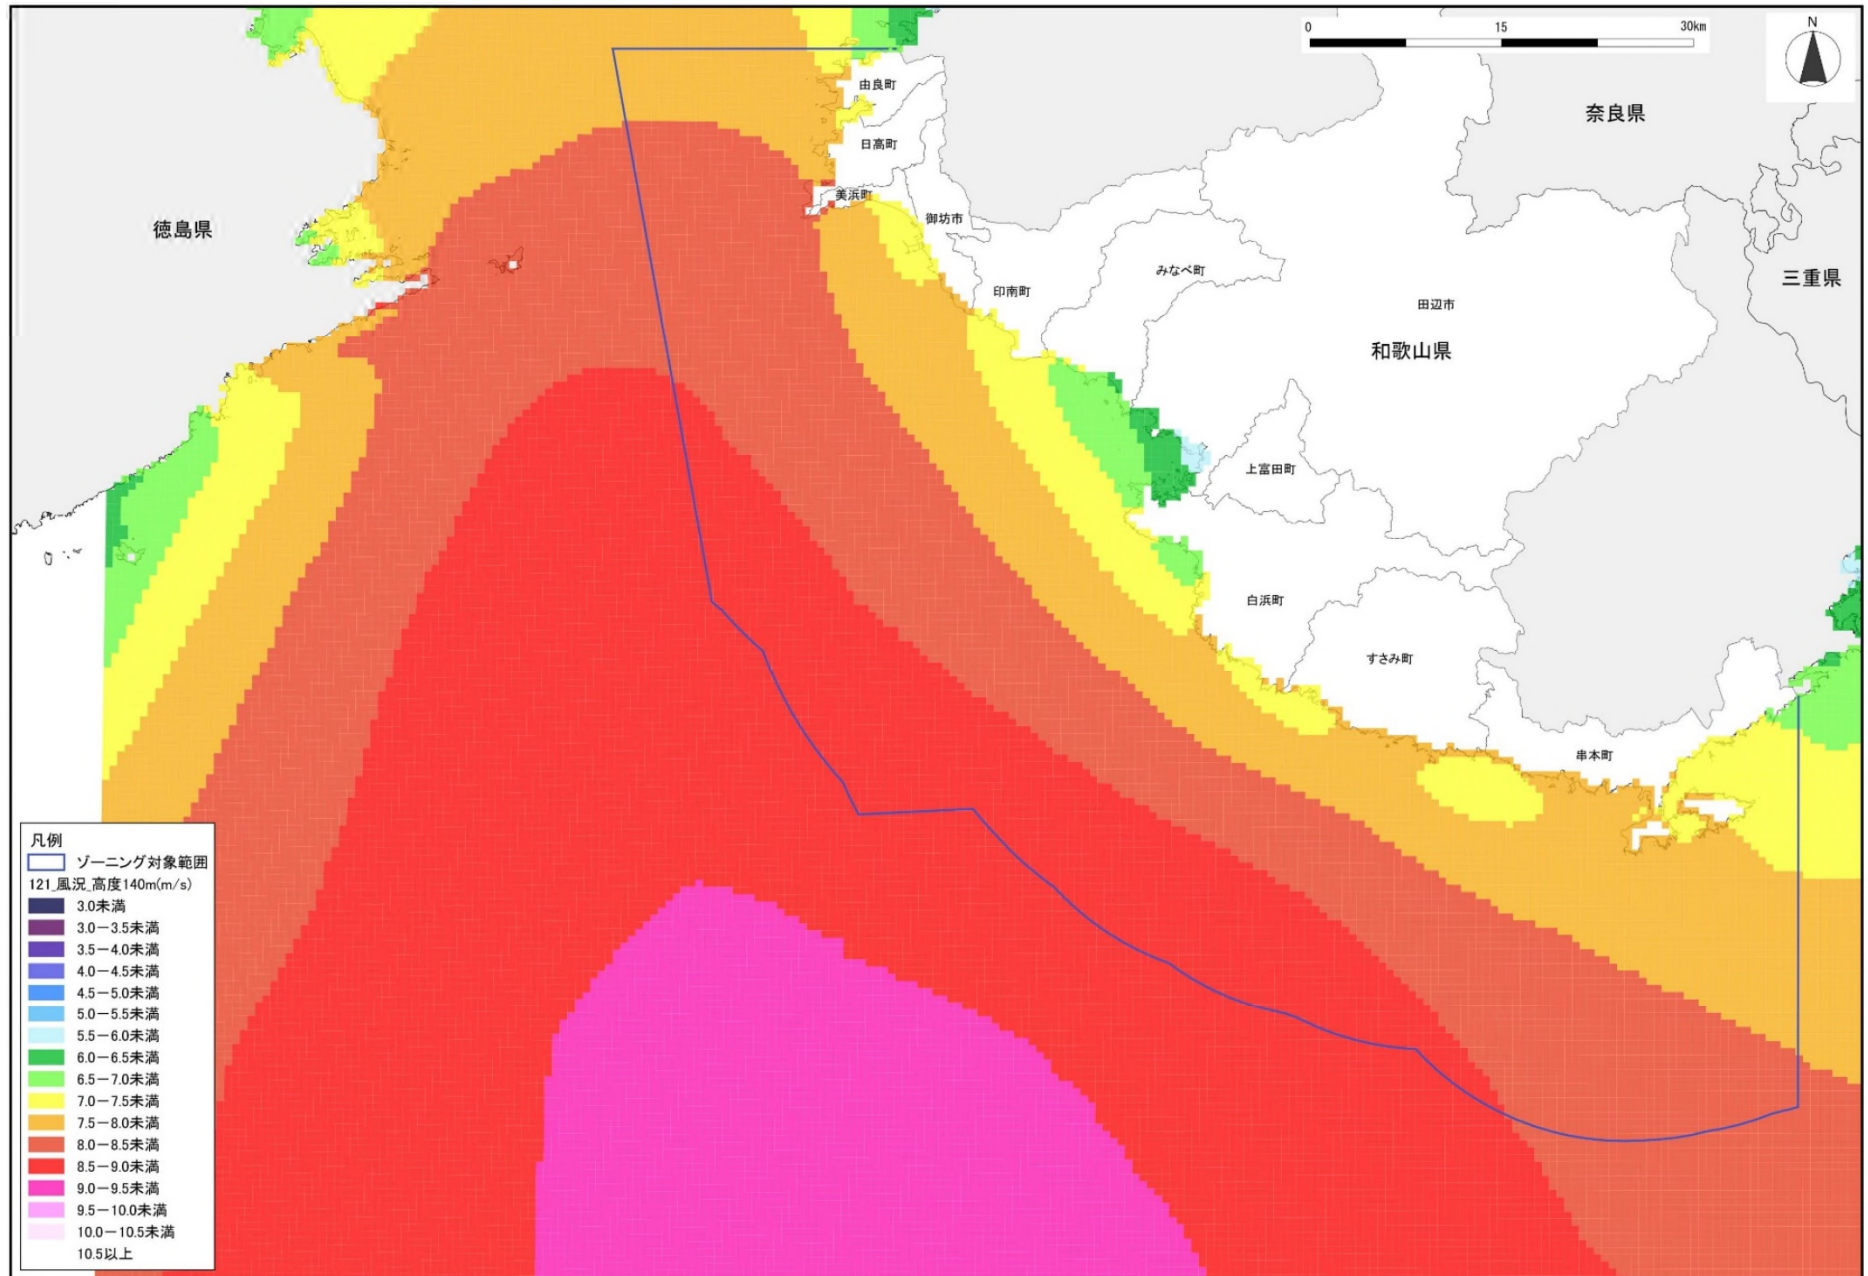 0 15 30km
N
奈良県
由良町
日高町
美浜町
御坊市
徳島県
みなべ町
三重県
印南町
田辺市
和歌山県
上富田町
白浜町
すさみ町
串本町
凡例
ゾーニング対象範囲
121_風況_高度140m(m/s)
3.0未満
3.0－3.5未満
3.5－4.0未満
4.0－4.5未満
4.5－5.0未満
5.0－5.5未満
5.5－6.0未満
6.0－6.5未満
6.5－7.0未満
7.0－7.5未満
7.5－8.0未満
8.0－8.5未満
8.5－9.0未満
9.0－9.5未満
9.5－10.0未満
10.0－10.5未満
10.5以上